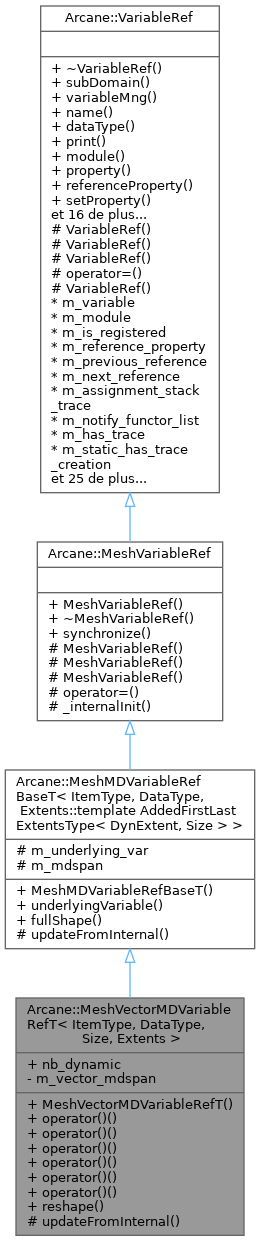 Arcane::VariableRef
+ ~VariableRef()
+ subDomain()
+ variableMng()
+ name()
+ dataType()
+ print()
+ module()
+ property()
+ referenceProperty()
+ setProperty()
et 16 de plus...
# VariableRef()
# VariableRef()
# VariableRef()
# operator=()
# VariableRef()
* m_variable
* m_module
* m_is_registered
* m_reference_property
* m_previous_reference
* m_next_reference
* m_assignment_stack
_trace
* m_notify_functor_list
* m_has_trace
* m_static_has_trace
_creation
et 25 de plus...
Arcane::MeshVariableRef
+ MeshVariableRef()
+ ~MeshVariableRef()
+ synchronize()
# MeshVariableRef()
# MeshVariableRef()
# MeshVariableRef()
# operator=()
# _internalInit()
Arcane::MeshMDVariableRef
BaseT< ItemType, DataType,
Extents::template AddedFirstLast
ExtentsType< DynExtent, Size > >
# m_underlying_var
# m_mdspan
+ MeshMDVariableRefBaseT()
+ underlyingVariable()
+ fullShape()
# updateFromInternal()
Arcane::MeshVectorMDVariable
RefT< ItemType, DataType,
Size, Extents >
+ nb_dynamic
- m_vector_mdspan
+ MeshVectorMDVariableRefT()
+ operator()()
+ operator()()
+ operator()()
+ operator()()
+ operator()()
+ operator()()
+ reshape()
# updateFromInternal()